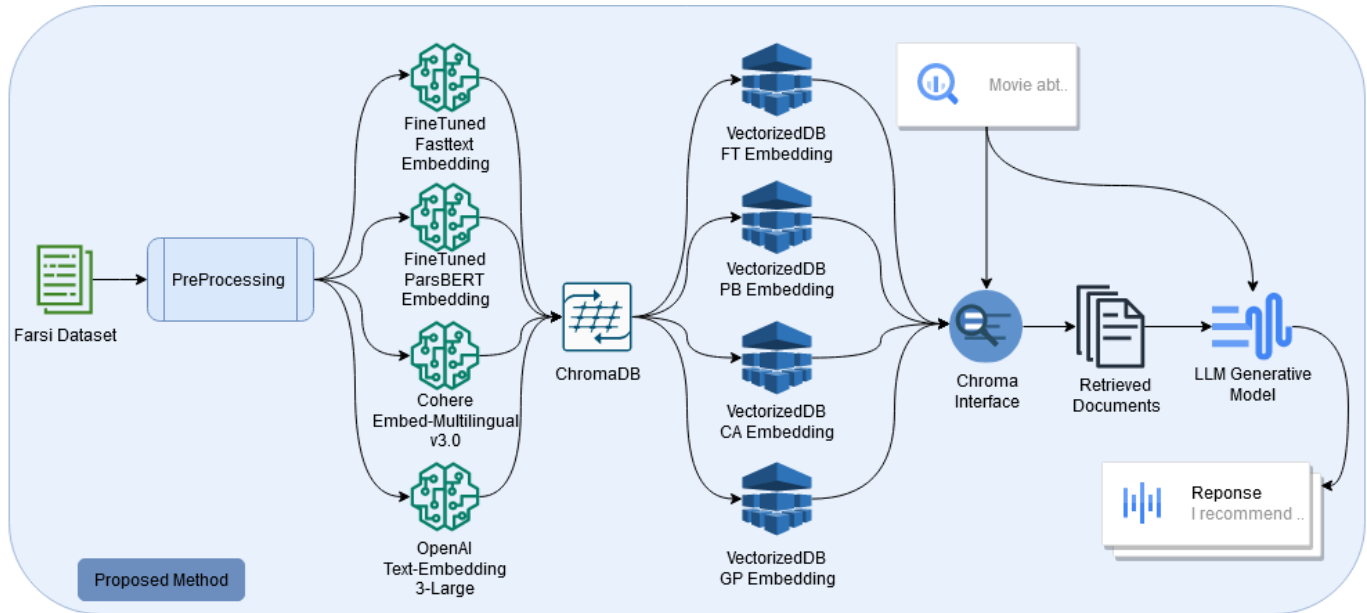 Farsi Dataset
PreProcessing
FineTuned
Fasttext
Embedding
FineTuned
ParsBERT
Embedding
Cohere
Embed-Multilingual
v3.0
OpenAI
Text-Embedding
3-Large
ChromaDB
VectorizedDB
FT Embedding
VectorizedDB
PB Embedding
VectorizedDB
CA Embedding
VectorizedDB
GP Embedding
Movie abt..
Chroma
Interface
Retrieved
Documents
LLM Generative
Model
Reponse
I recommend ..
Proposed Method